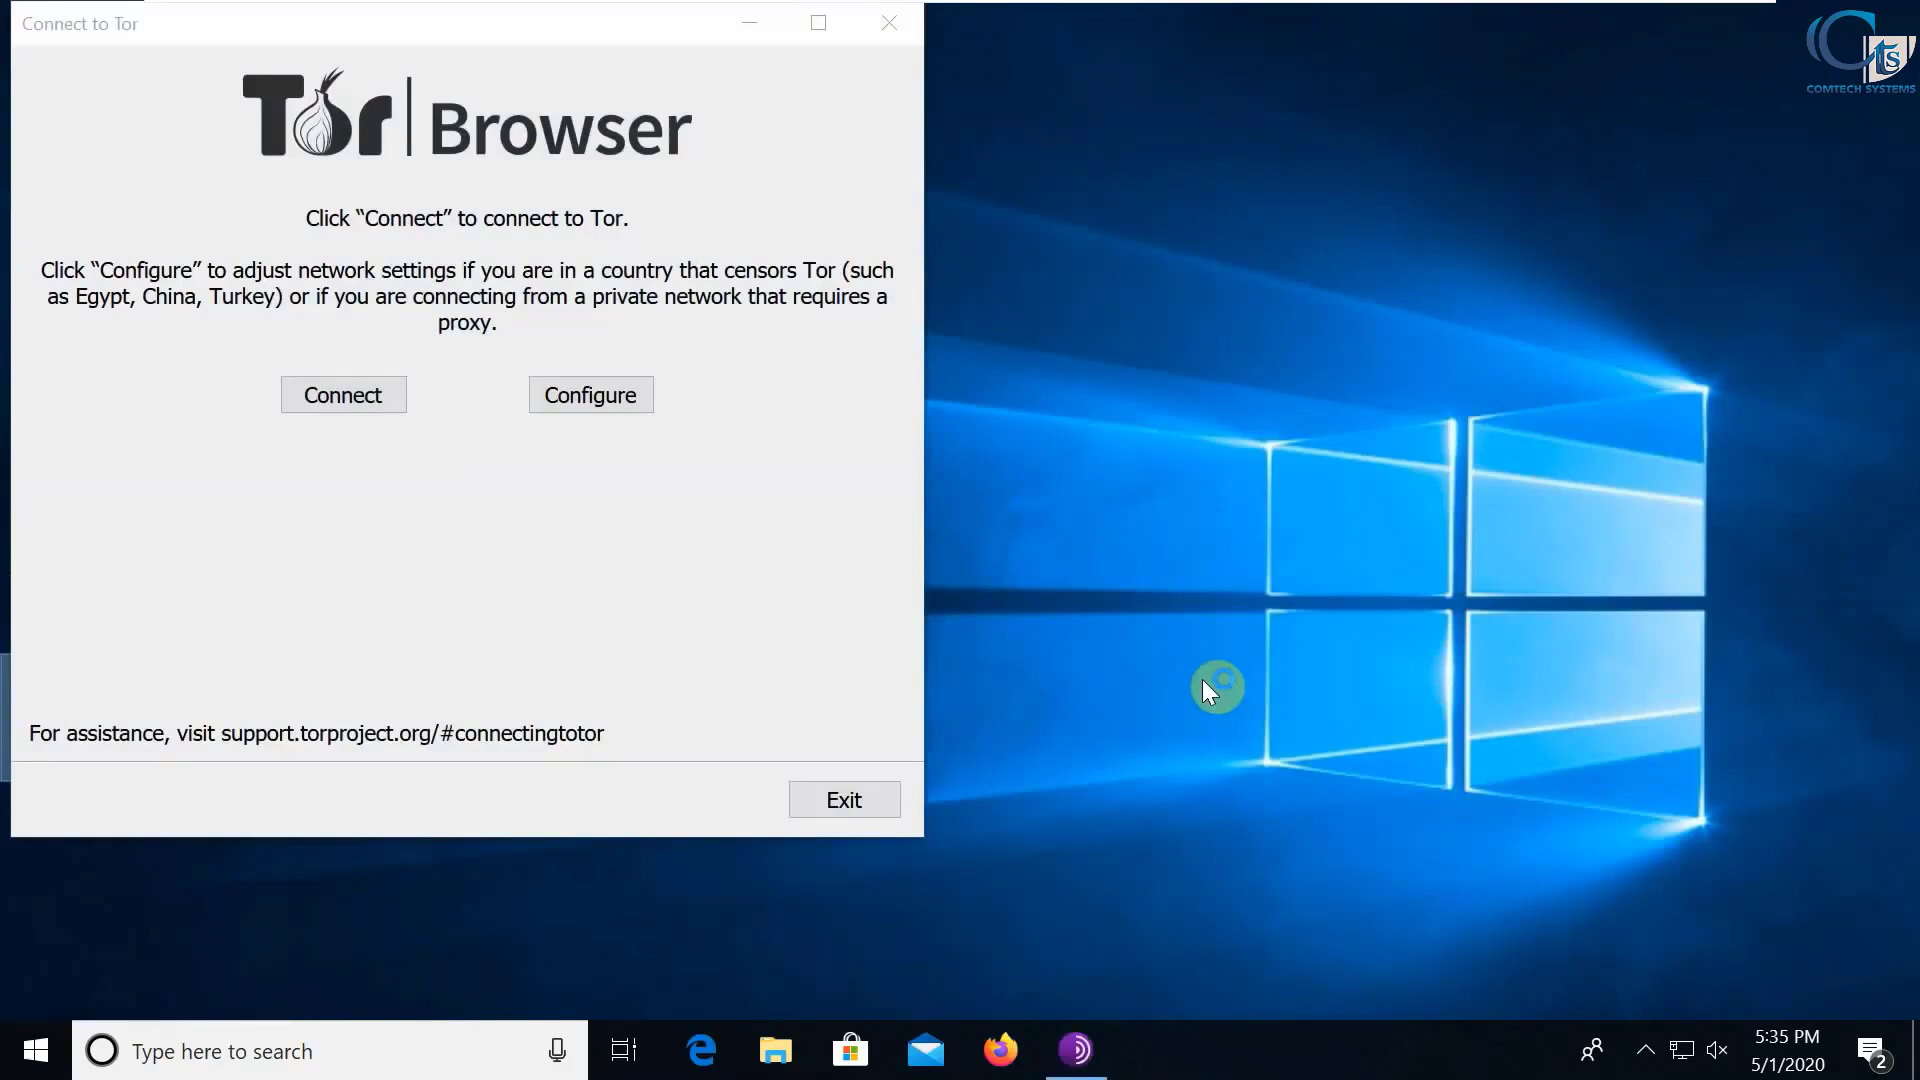 Connect to Tor
COMTECH SYSTEMS
Tor | Browser
Click “Connect” to connect to Tor.
Click “Configure” to adjust network settings if you are in a country that censors Tor (such
as Egypt, China, Turkey) or if you are connecting from a private network that requires a
proxy.
Connect
Configure
For assistance, visit support.torproject.org/#connectingtotor
Exit
Type here to search
5:35 PM
5/1/2020
2